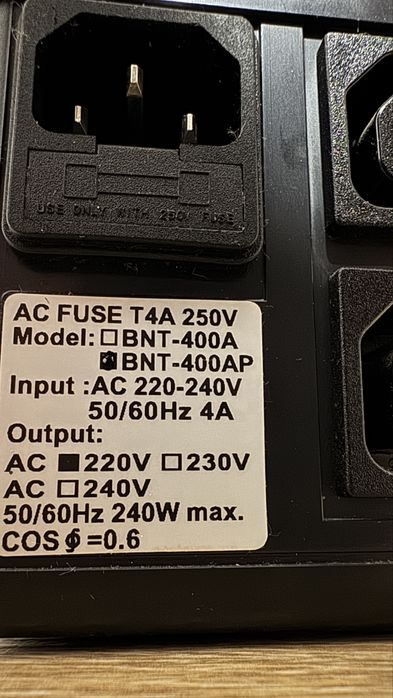 USE ONLY WITH 250V FUSE
AC FUSE T4A 250V
Model: ☐BNT-400A
■BNT-400AP
Input :AC 220-240V
50/60Hz 4A
Output:
AC ■220V ☐230V
AC ☐240V
50/60Hz 240W max.
COSϕ=0.6